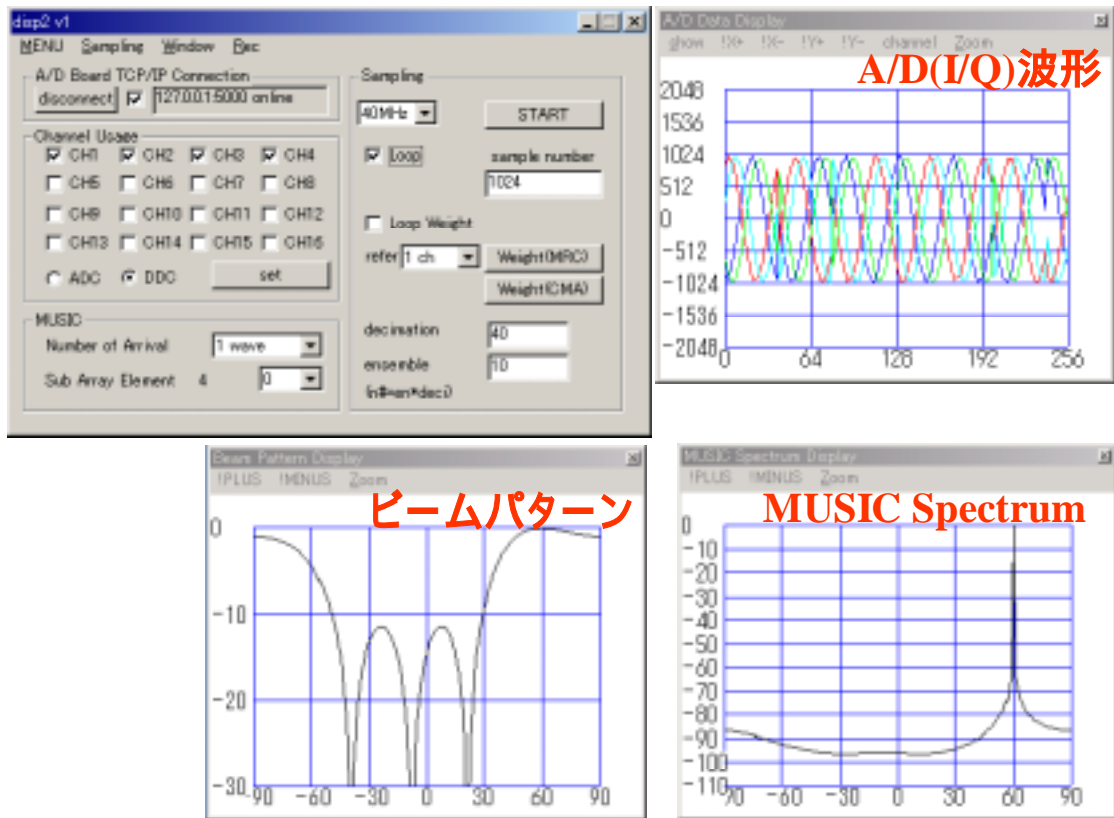 disp2 v1
MENU Sampling Window Rec
A/D Board TCP/IP Connection
disconnect 127.0.0.1:5000 online
Channel Usage
CH1 CH2 CH3 CH4
CH5 CH6 CH7 CH8
CH9 CH10 CH11 CH12
CH13 CH14 CH15 CH16
ADC DDC set
MUSIC
Number of Arrival 1 wave
Sub Array Element 4 0
Sampling
40MHz START
Loop sample number
1024
Loop Weight
refer 1 ch Weight(MRC)
Weight(CMA)
decimation 40
ensemble 10
(n#=en*deci)
A/D Data Display
show !X+ !X- !Y+ !Y- channel Zoom
A/D(I/Q)波形
2048
1536
1024
512
0
-512
-1024
-1536
-2048
0 64 128 192 256
Beam Pattern Display
!PLUS !MINUS Zoom
ビームパターン
0
-10
-20
-30
-90 -60 -30 0 30 60 90
MUSIC Spectrum Display
!PLUS !MINUS Zoom
MUSIC Spectrum
0
-10
-20
-30
-40
-50
-60
-70
-80
-90
-100
-110
-60 -30 0 30 60 90